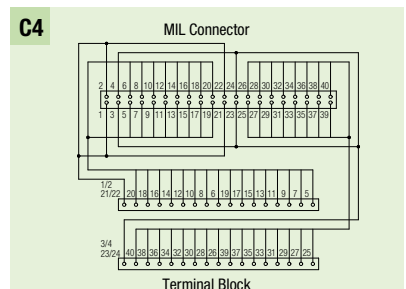 C4
MIL Connector
2 4 6 8 10 12 14 16 18 20 22 24 26 28 30 32 34 36 38 40
1 3 5 7 9 11 13 15 17 19 21 23 25 27 29 31 33 35 37 39
1/2
21/22 20 18 16 14 12 10 8 6 19 17 15 13 11 9 7 5
3/4
23/24 40 38 36 34 32 30 28 26 39 37 35 33 31 29 27 25
Terminal Block